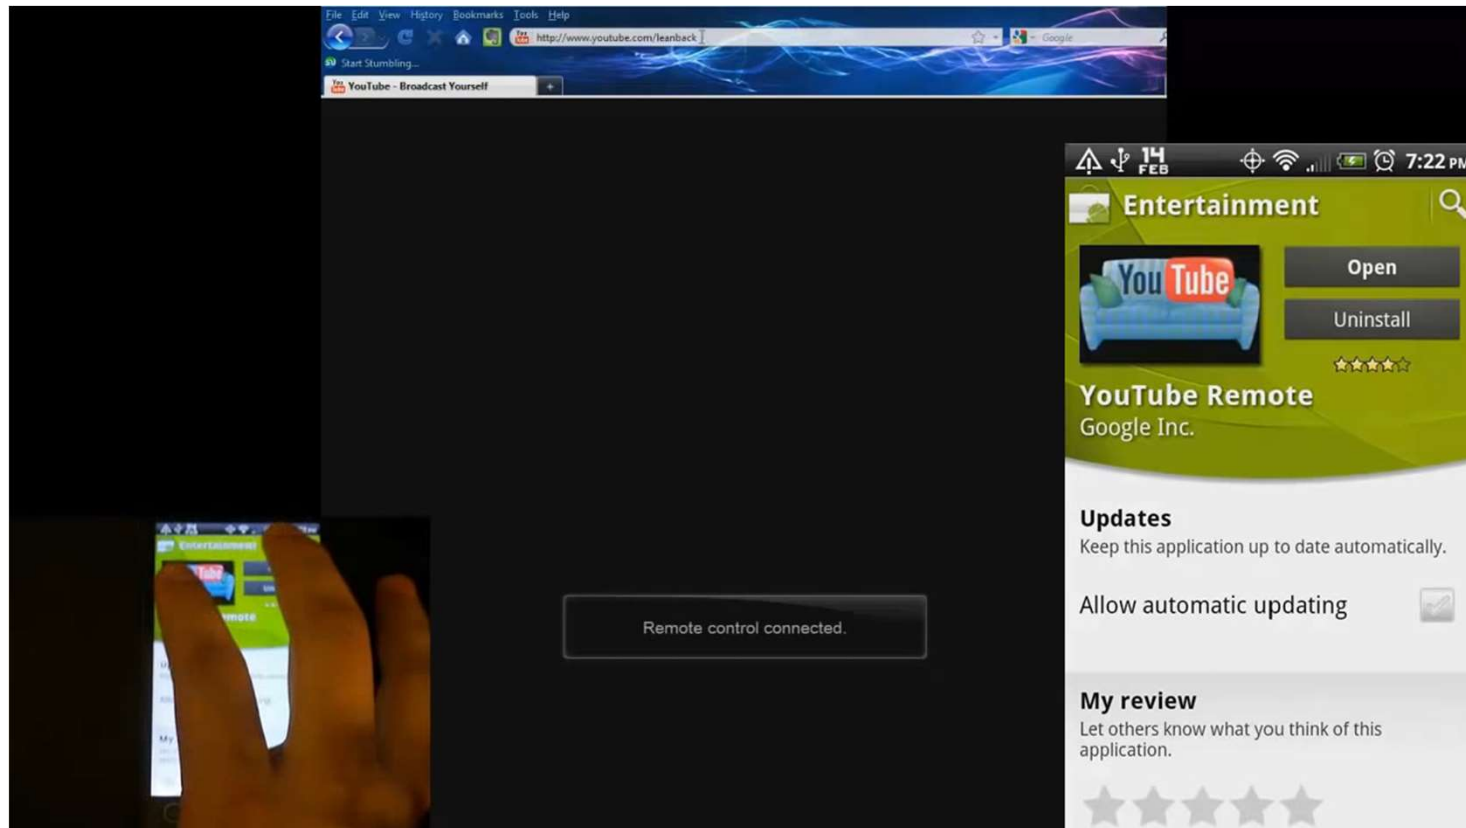 File Edit View History Bookmarks Tools Help
http://www.youtube.com/leanback
Google
Start Stumbling...
YouTube - Broadcast Yourself
14
FEB
7:22 PM
Entertainment
YouTube
Open
Uninstall
YouTube Remote
Google Inc.
Updates
Keep this application up to date automatically.
Allow automatic updating
My review
Let others know what you think of this
application.
Remote control connected.
Entertainment
Tube